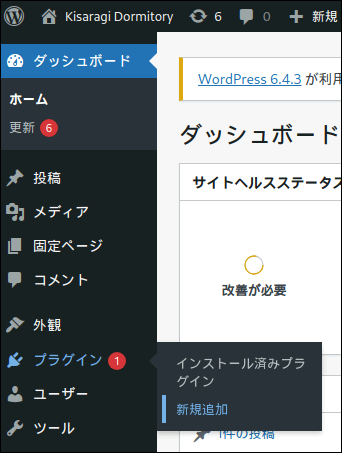 Kisaragi Dormitory 6 0 新規
ダッシュボード
ホーム
更新 6
投稿
メディア
固定ページ
コメント
外観
プラグイン 1
ユーザー
ツール
WordPress 6.4.3 が利用
ダッシュボード
サイトヘルスステータス
改善が必要
インストール済みプラ
グイン
新規追加
1件の投稿